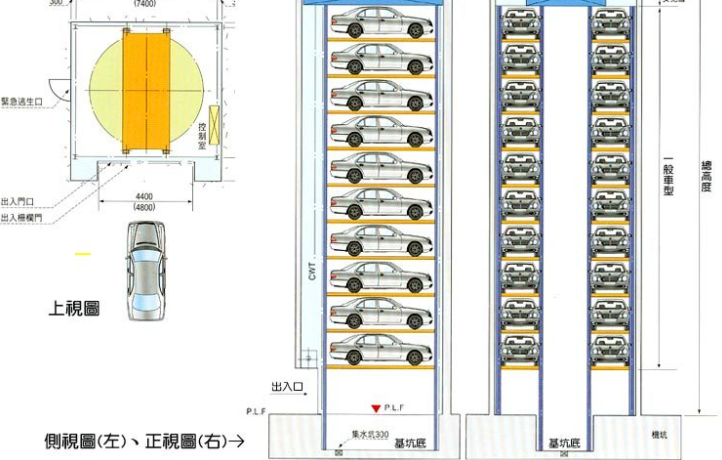 300
(7400)
緊急逃生口
控制室
出入門口
出入柵欄門
4400
(4800)
上視圖
CWT
一般車型
總高度
出入口
P.L.F
P.L.F
集水坑300
基坑底
基坑底
機坑
側視圖(左)、正視圖(右)→